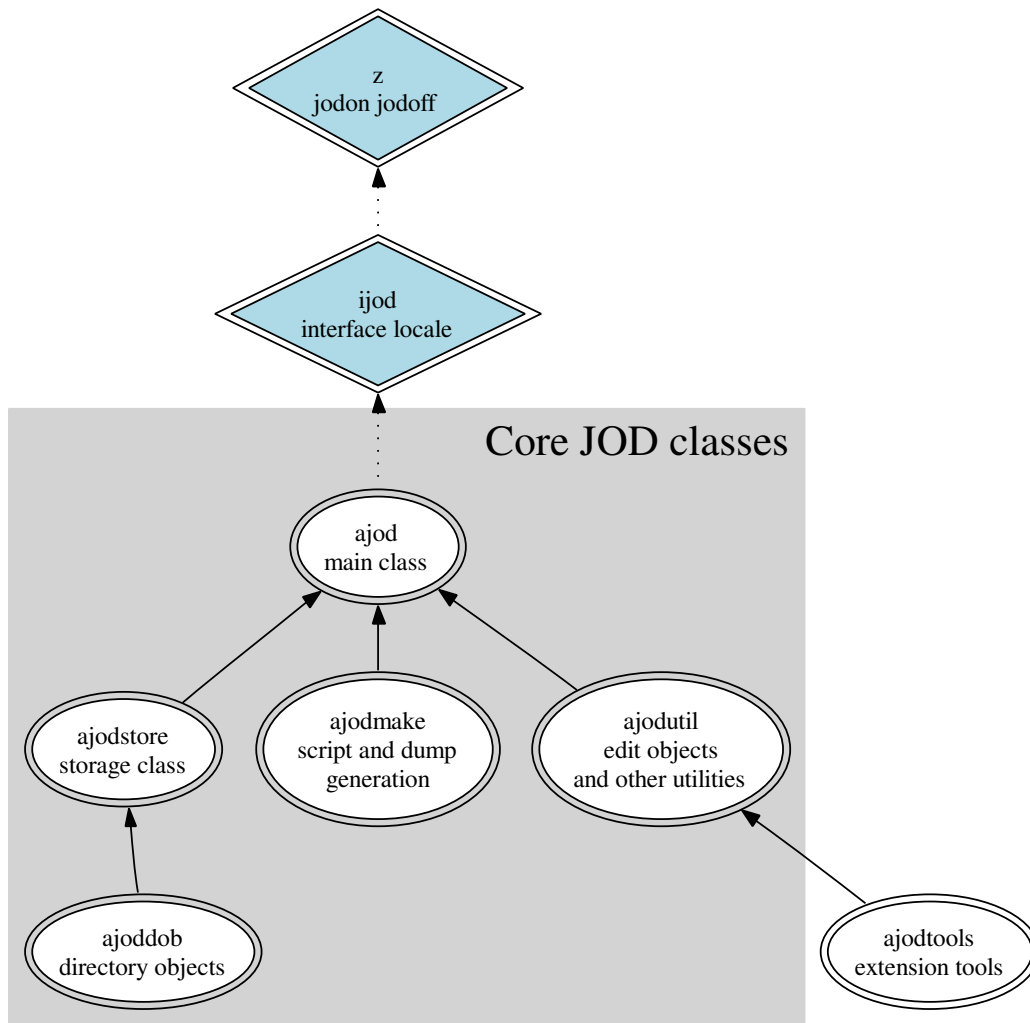 z
jodon jodoff
ijod
interface locale
Core JOD classes
ajod
main class
ajodstore
storage class
ajodmake
script and dump
generation
ajodutil
edit objects
and other utilities
ajoddob
directory objects
ajodtools
extension tools